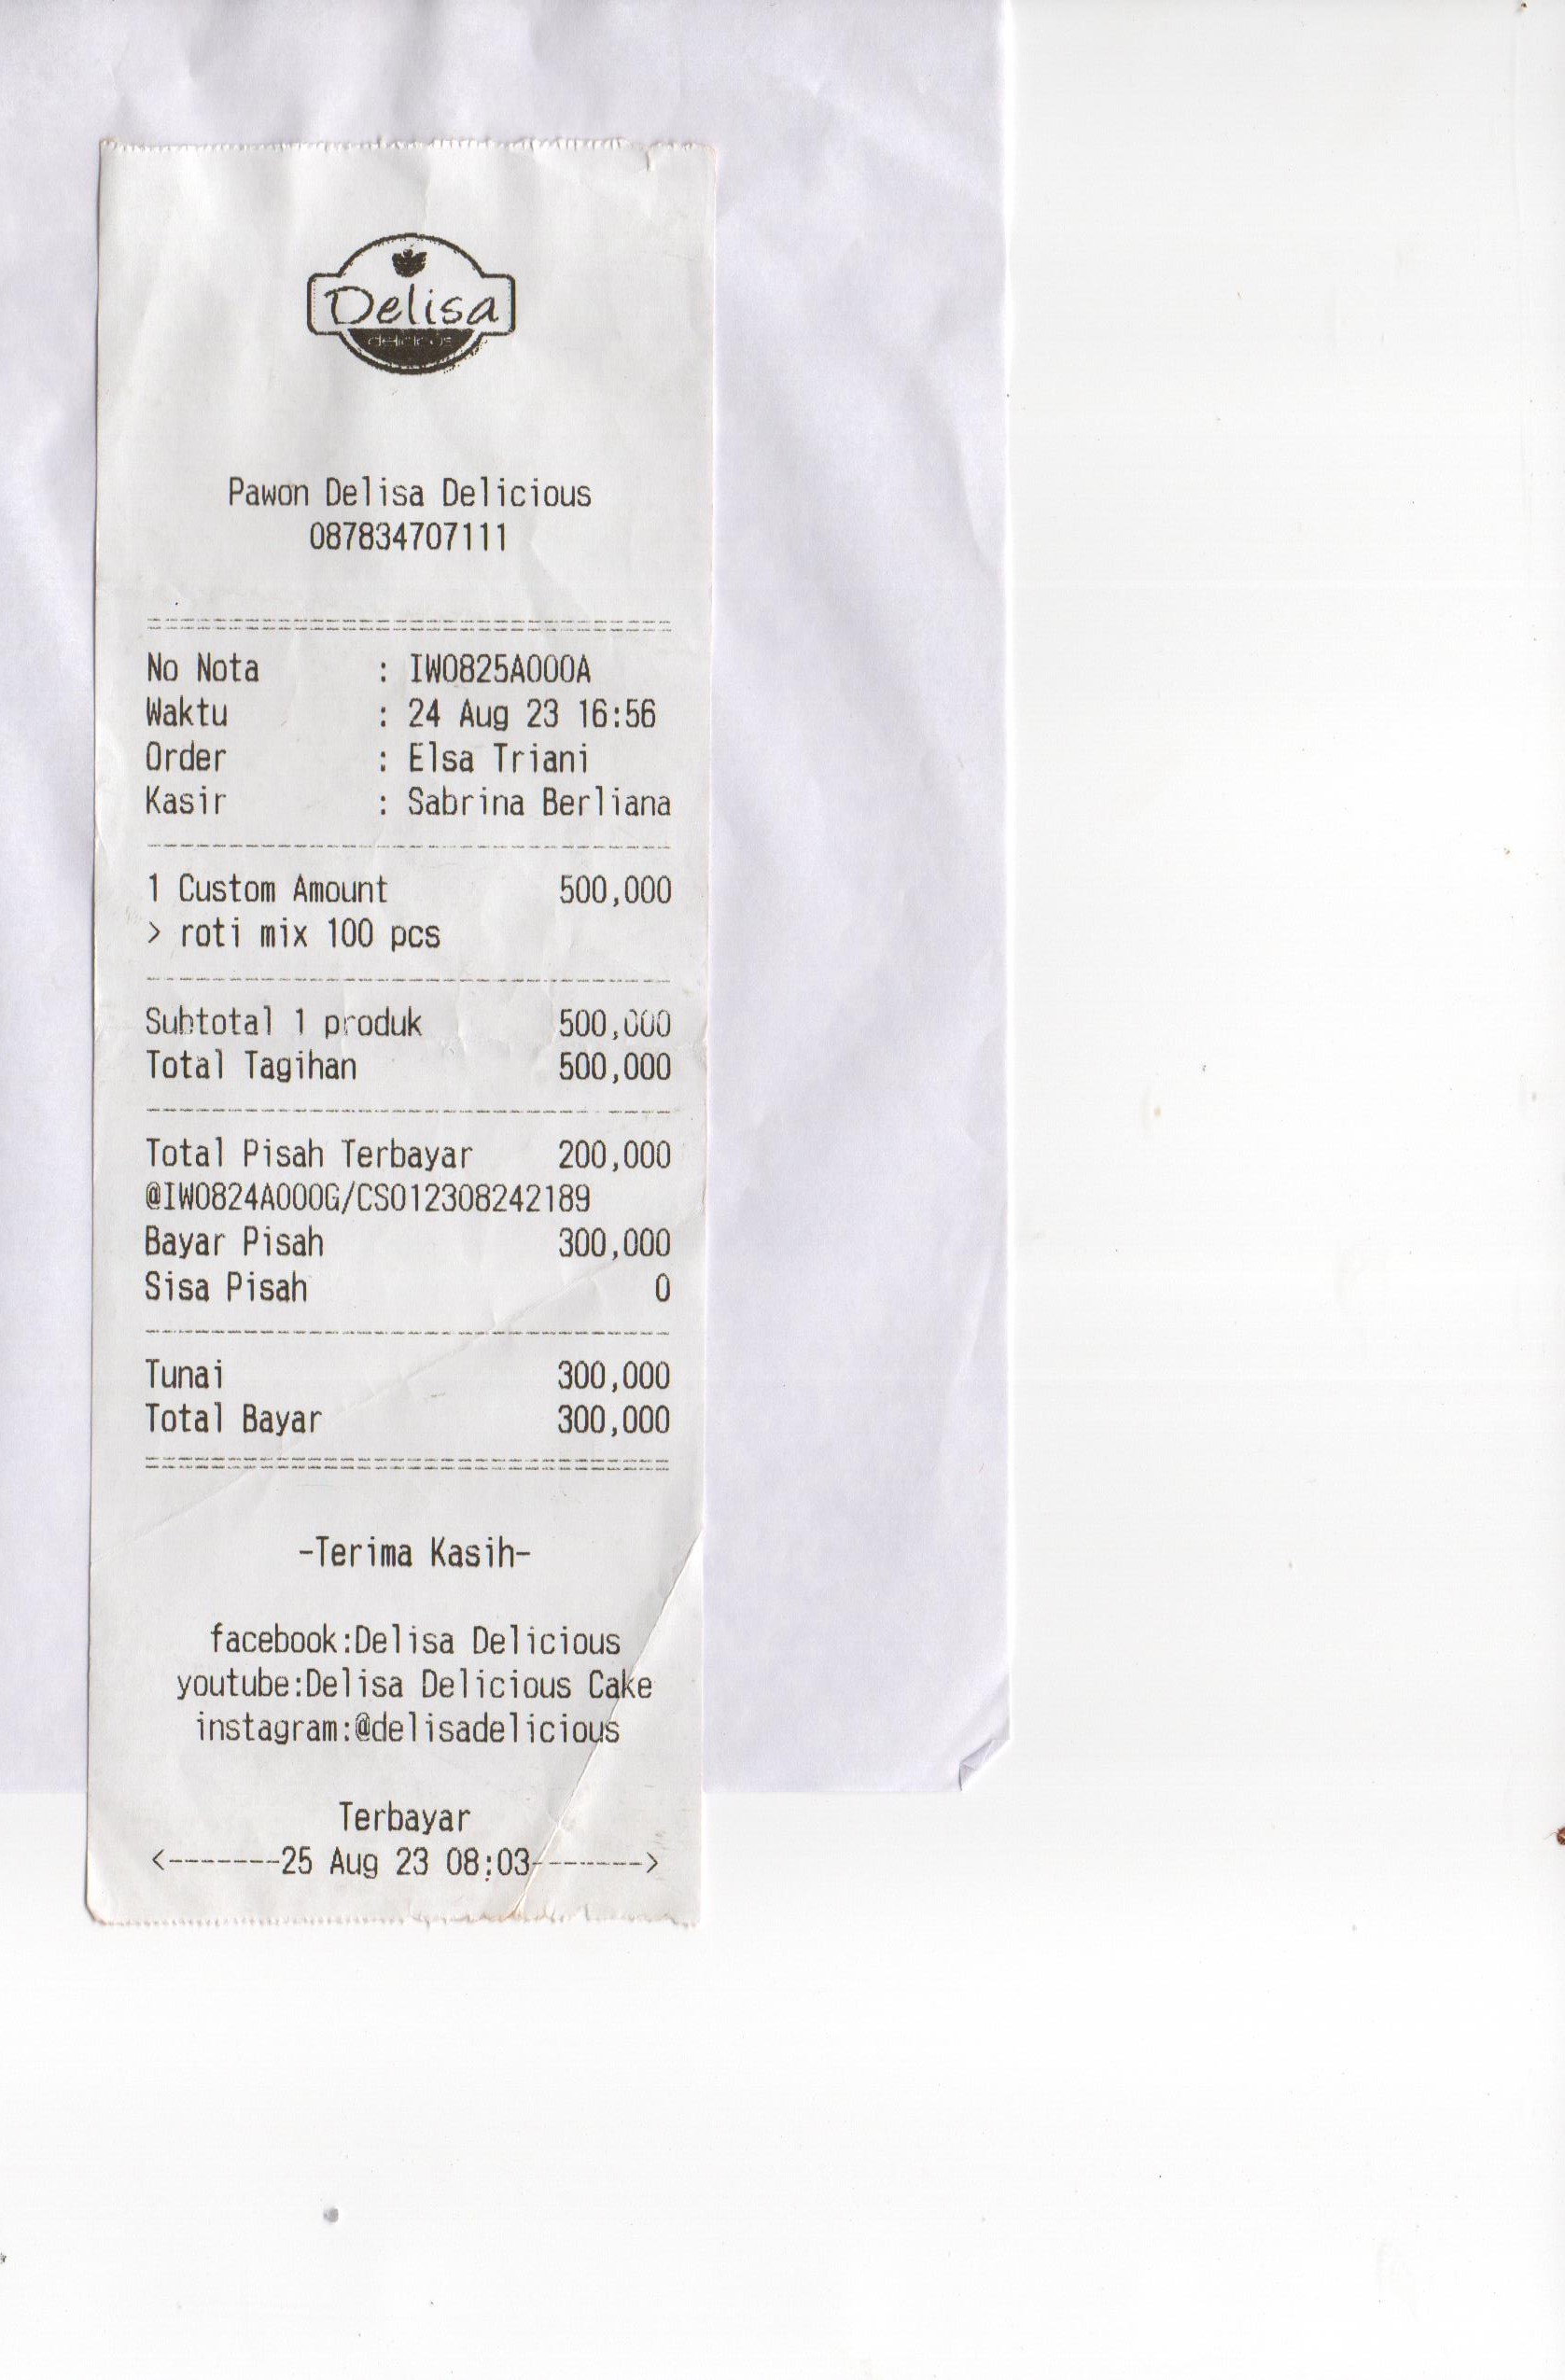 Delisa
delicious
Pawon Delisa Delicious
087834707111
No Nota : IW0825A000A
Waktu : 24 Aug 23 16:56
Order : Elsa Triani
Kasir : Sabrina Berliana
1 Custom Amount 500,000
> roti mix 100 pcs
Subtotal 1 produk 500,000
Total Tagihan 500,000
Total Pisah Terbayar 200,000
@IW0824A000G/CS012308242189
Bayar Pisah 300,000
Sisa Pisah 0
Tunai 300,000
Total Bayar 300,000
-Terima Kasih-
facebook:Delisa Delicious
youtube:Delisa Delicious Cake
instagram:@delisadelicious
Terbayar
<-------25 Aug 23 08:03------->